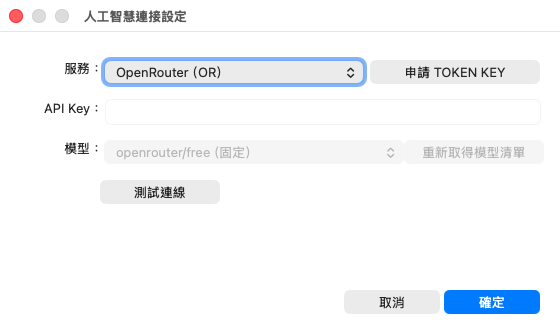 人工智慧連接設定
服務： OpenRouter (OR) 申請 TOKEN KEY
API Key：
模型： openrouter/free (固定) 重新取得模型清單
測試連線
取消 確定